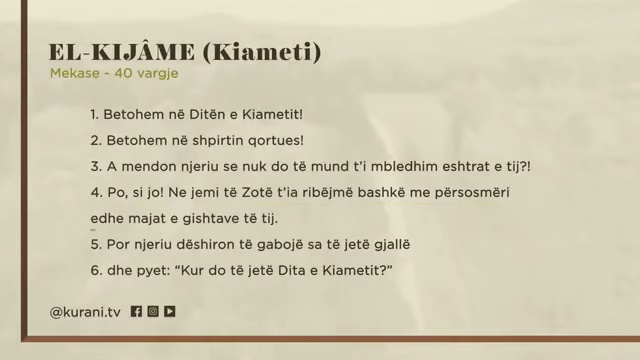 EL-KIJÂME (Kiameti)
Mekase - 40 vargje
1. Betohem në Ditën e Kiametit!
2. Betohem në shpirtin qortues!
3. A mendon njeriu se nuk do të mund t’i mbledhim eshtrat e tij?!
4. Po, si jo! Ne jemi të Zotë t’ia ribëjmë bashkë me përsosmëri
edhe majat e gishtave të tij.
5. Por njeriu dëshiron të gabojë sa të jetë gjallë
6. dhe pyet: “Kur do të jetë Dita e Kiametit?”
@kurani.tv